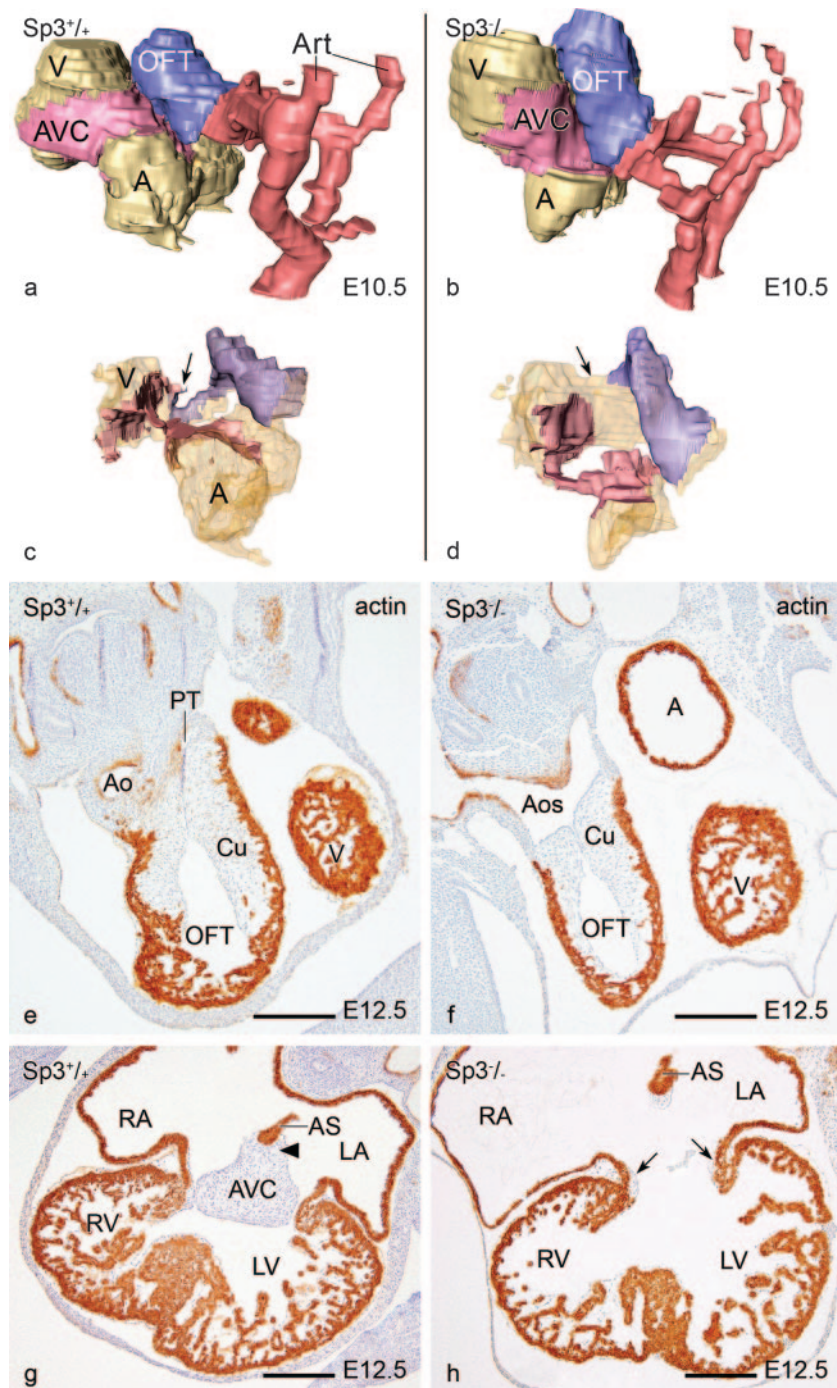 Sp3+/+
Sp3-/-
V
OFT
Art
AVC
A
a
E10.5
V
OFT
AVC
A
b
E10.5
V
A
c
d
Sp3+/+
actin
PT
Ao
Cu
V
OFT
e
E12.5
Sp3-/-
actin
A
Aos
Cu
V
OFT
f
E12.5
Sp3+/+
RA
AS
LA
AVC
RV
LV
g
E12.5
Sp3-/-
AS
RA
LA
RV
LV
h
E12.5